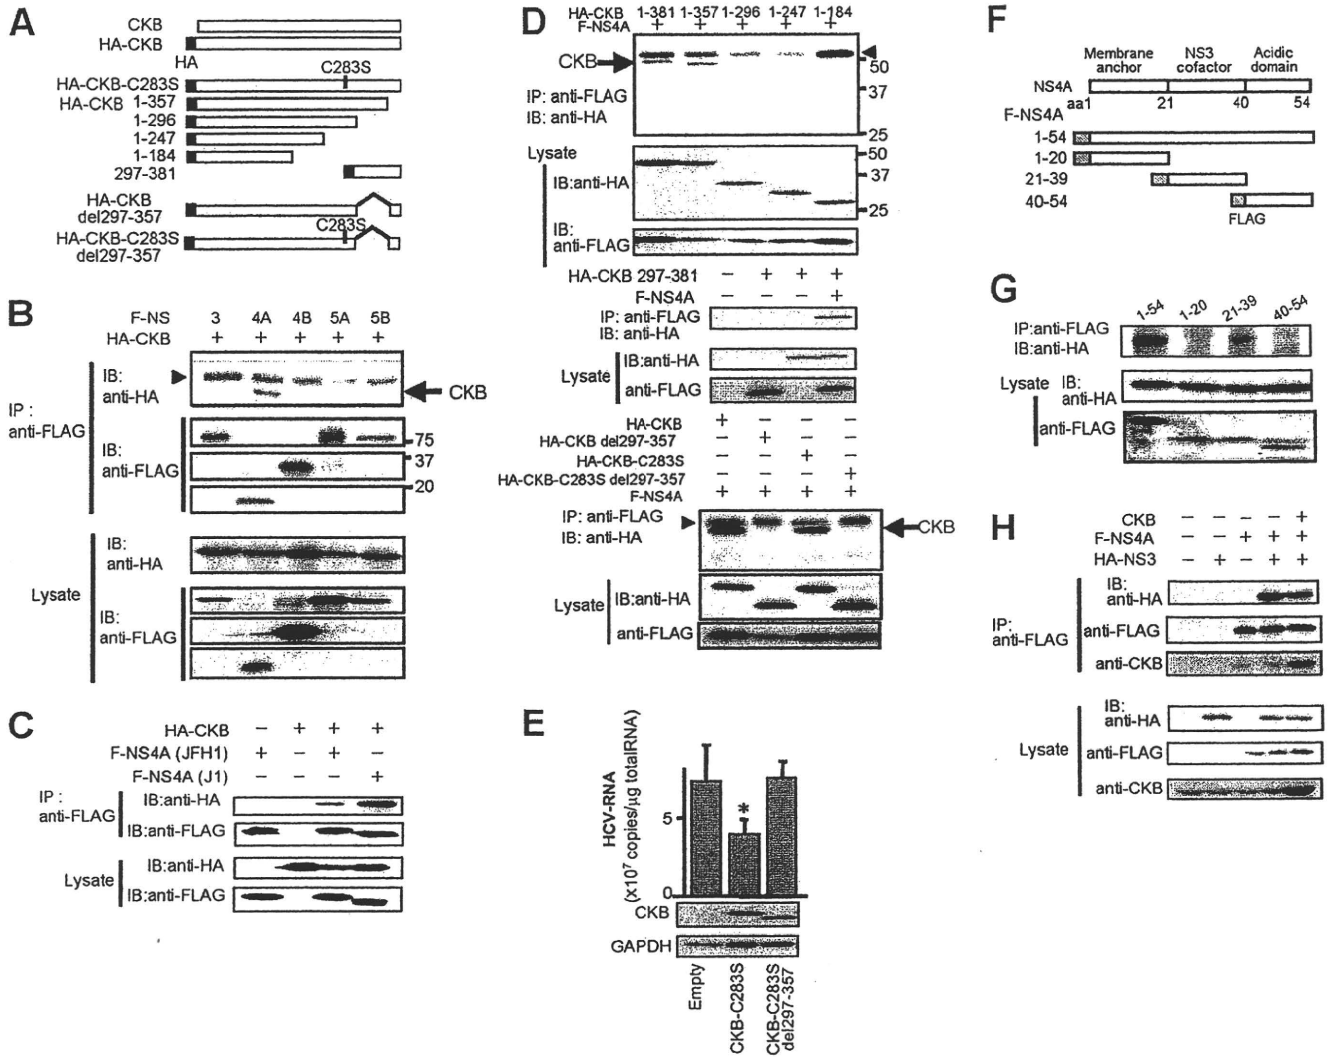 A
CKB
HA-CKB
HA
C283S
HA-CKB-C283S
HA-CKB 1-357
1-296
1-247
1-184
297-381
HA-CKB
del297-357
C283S
HA-CKB-C283S
del297-357
B
F-NS 3 4A 4B 5A 5B
HA-CKB + + + + +
IP :
anti-FLAG
IB:
anti-HA
CKB
IB:
anti-FLAG
75
37
20
Lysate
IB:
anti-HA
IB:
anti-FLAG
C
HA-CKB − + + +
F-NS4A (JFH1) + − + −
F-NS4A (J1) − − − +
IP :
anti-FLAG
IB:anti-HA
IB:anti-FLAG
Lysate
IB:anti-HA
IB:anti-FLAG
D
HA-CKB 1-381 1-357 1-296 1-247 1-184
F-NS4A + + + + +
CKB
50
37
25
IP: anti-FLAG
IB: anti-HA
Lysate
IB:anti-HA
50
37
25
IB:
anti-FLAG
HA-CKB 297-381 − + + +
F-NS4A − − − +
IP: anti-FLAG
IB: anti-HA
Lysate
IB:anti-HA
anti-FLAG
HA-CKB + − − −
HA-CKB del297-357 − + − −
HA-CKB-C283S − − + −
HA-CKB-C283S del297-357 − − − +
F-NS4A + + + +
IP: anti-FLAG
IB: anti-HA
CKB
Lysate
IB:anti-HA
anti-FLAG
E
HCV-RNA
(x10⁷ copies/µg totalRNA)
5
0
*
CKB
GAPDH
Empty
CKB-C283S
CKB-C283S
del297-357
F
Membrane
anchor
NS3
cofactor
Acidic
domain
NS4A
aa1 21 40 54
F-NS4A
1-54
1-20
21-39
40-54
FLAG
G
1-54 1-20 21-39 40-54
IP:anti-FLAG
IB:anti-HA
Lysate
IB:
anti-HA
anti-FLAG
H
CKB − − − − +
F-NS4A − − + + +
HA-NS3 − + − + +
IP:
anti-FLAG
IB:
anti-HA
anti-FLAG
anti-CKB
Lysate
IB:
anti-HA
anti-FLAG
anti-CKB